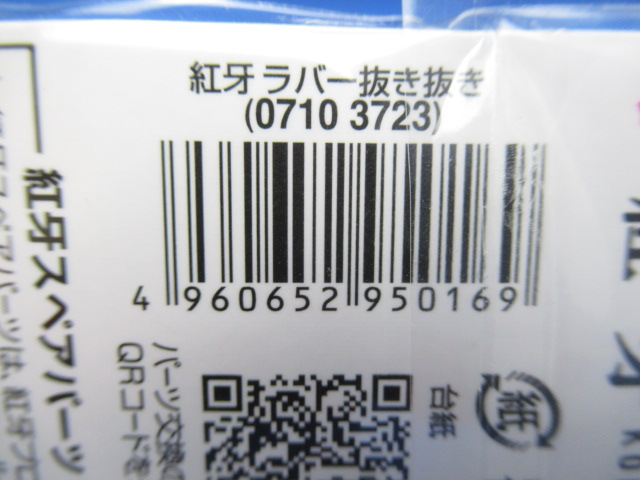 紅牙 ラバー抜き抜き
(0710 3723)
4 960652 950169
紅牙スペアパーツ
パーツ交換の
QRコードを
台紙
紙